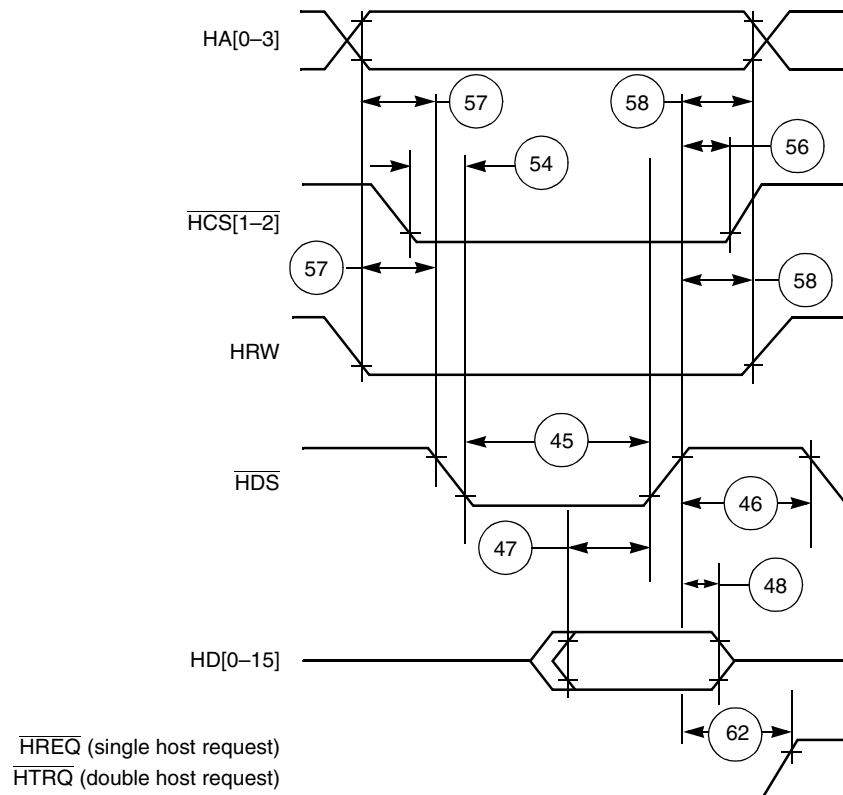 HA[0–3]
57
58
56
54
HCS[1–2]
57
58
HRW
45
HDS
46
47
48
HD[0–15]
62
HREQ (single host request)
HTRQ (double host request)